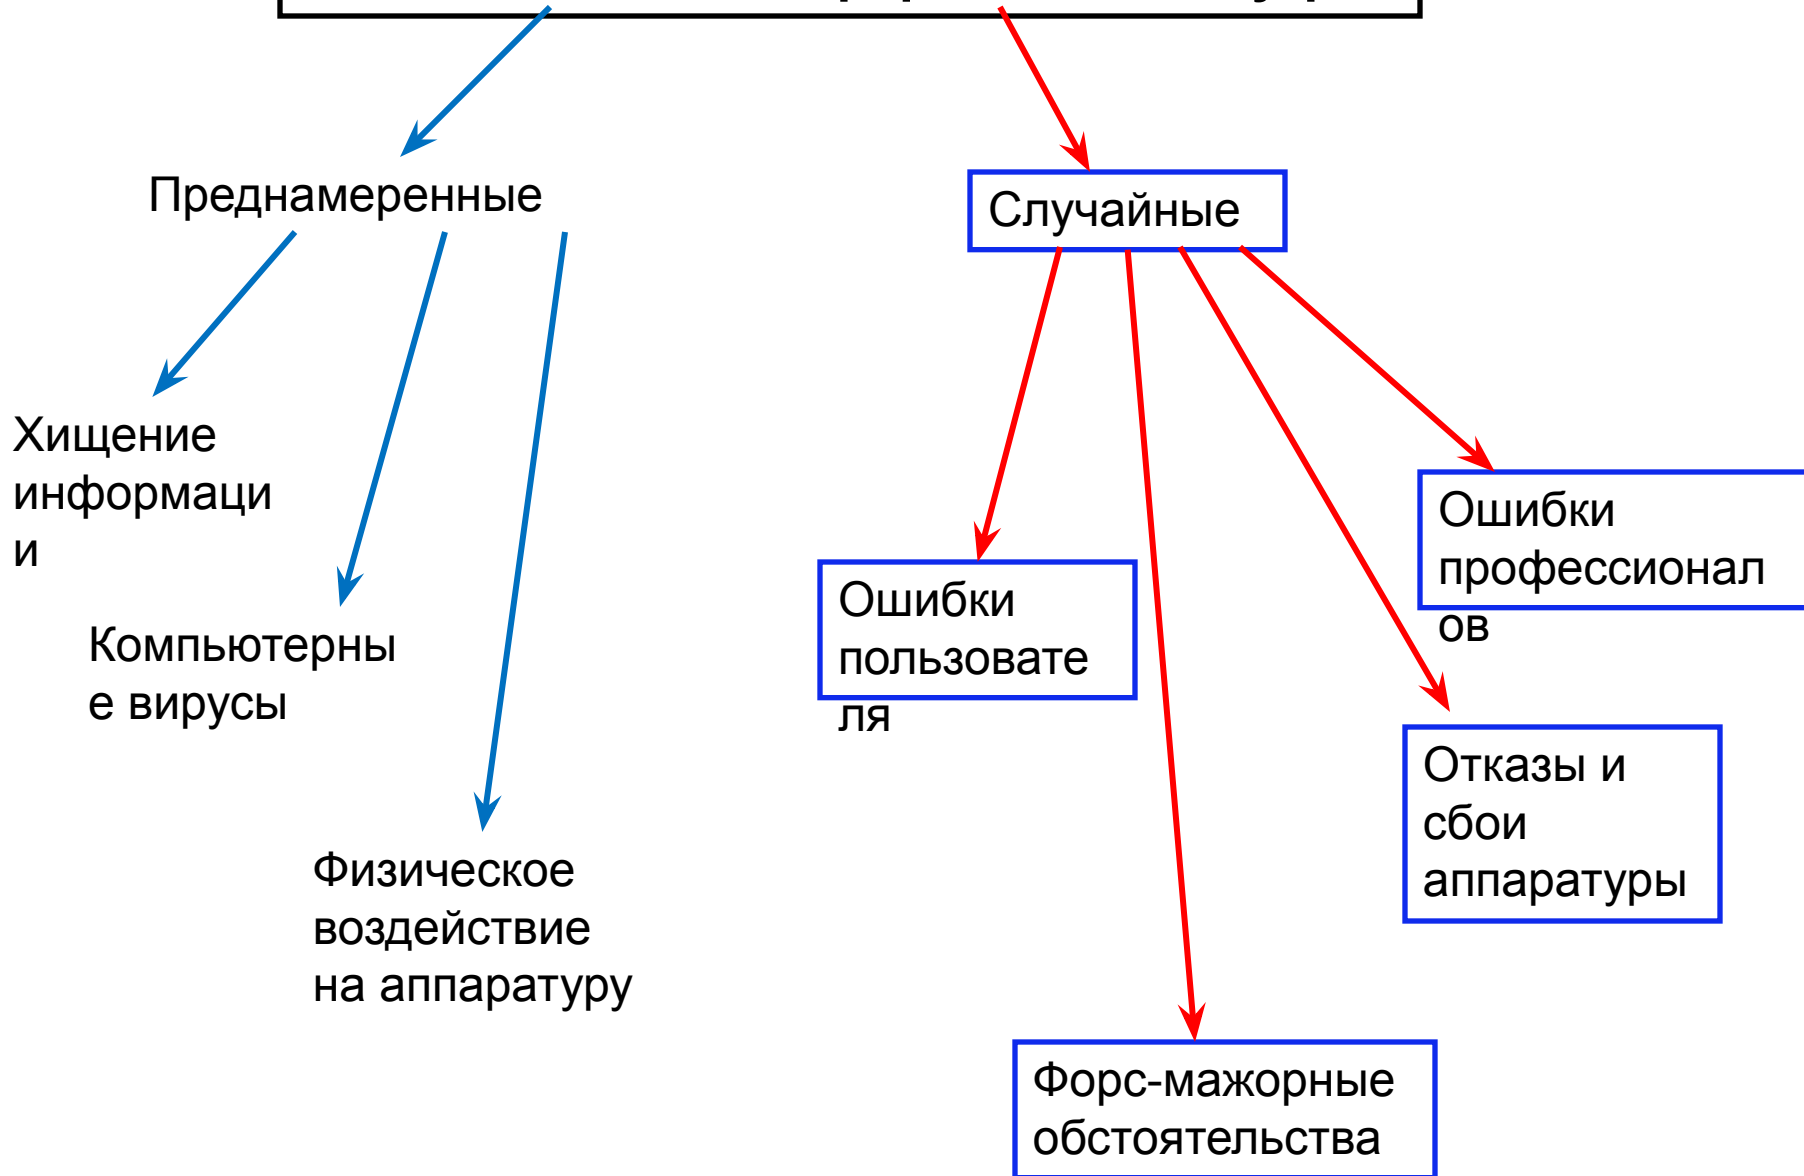 Преднамеренные
Случайные
Хищение
информаци
и
Ошибки
профессионал
ов
Ошибки
пользовате
ля
Компьютерны
е вирусы
Отказы и
сбои
аппаратуры
Физическое
воздействие
на аппаратуру
Форс-мажорные
обстоятельства